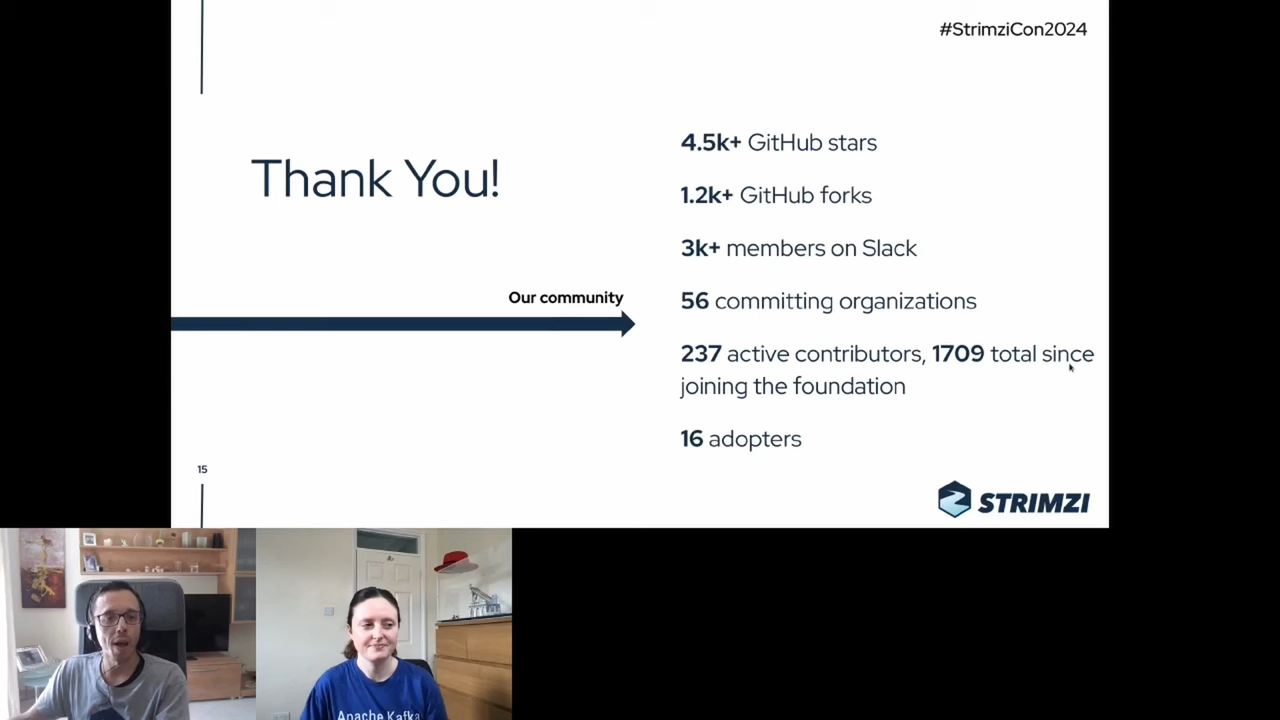 #StrimziCon2024
Thank You!
Our community
4.5k+ GitHub stars
1.2k+ GitHub forks
3k+ members on Slack
56 committing organizations
237 active contributors, 1709 total since
joining the foundation
16 adopters
15
STRIMZI
Apache Kafka